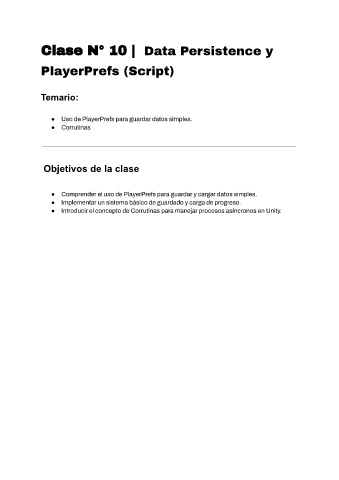 Clase N° 10 | Data Persistence y
PlayerPrefs (Script)
Temario:
● Uso de PlayerPrefs para guardar datos simples.
● Corrutinas
Objetivos de la clase
● Comprender el uso de PlayerPrefs para guardar y cargar datos simples.
● Implementar un sistema básico de guardado y carga de progreso.
● Introducir el concepto de Corrutinas para manejar procesos asíncronos en Unity.